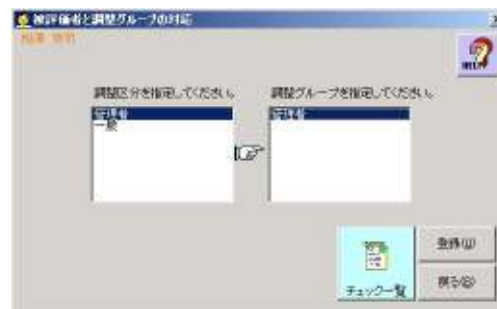 被評価者と調整グループの対応
HELP
調整区分を指定してください。
調整グループを指定してください。
管理者
一般
管理者
チェック一覧
登録(U)
戻る(B)